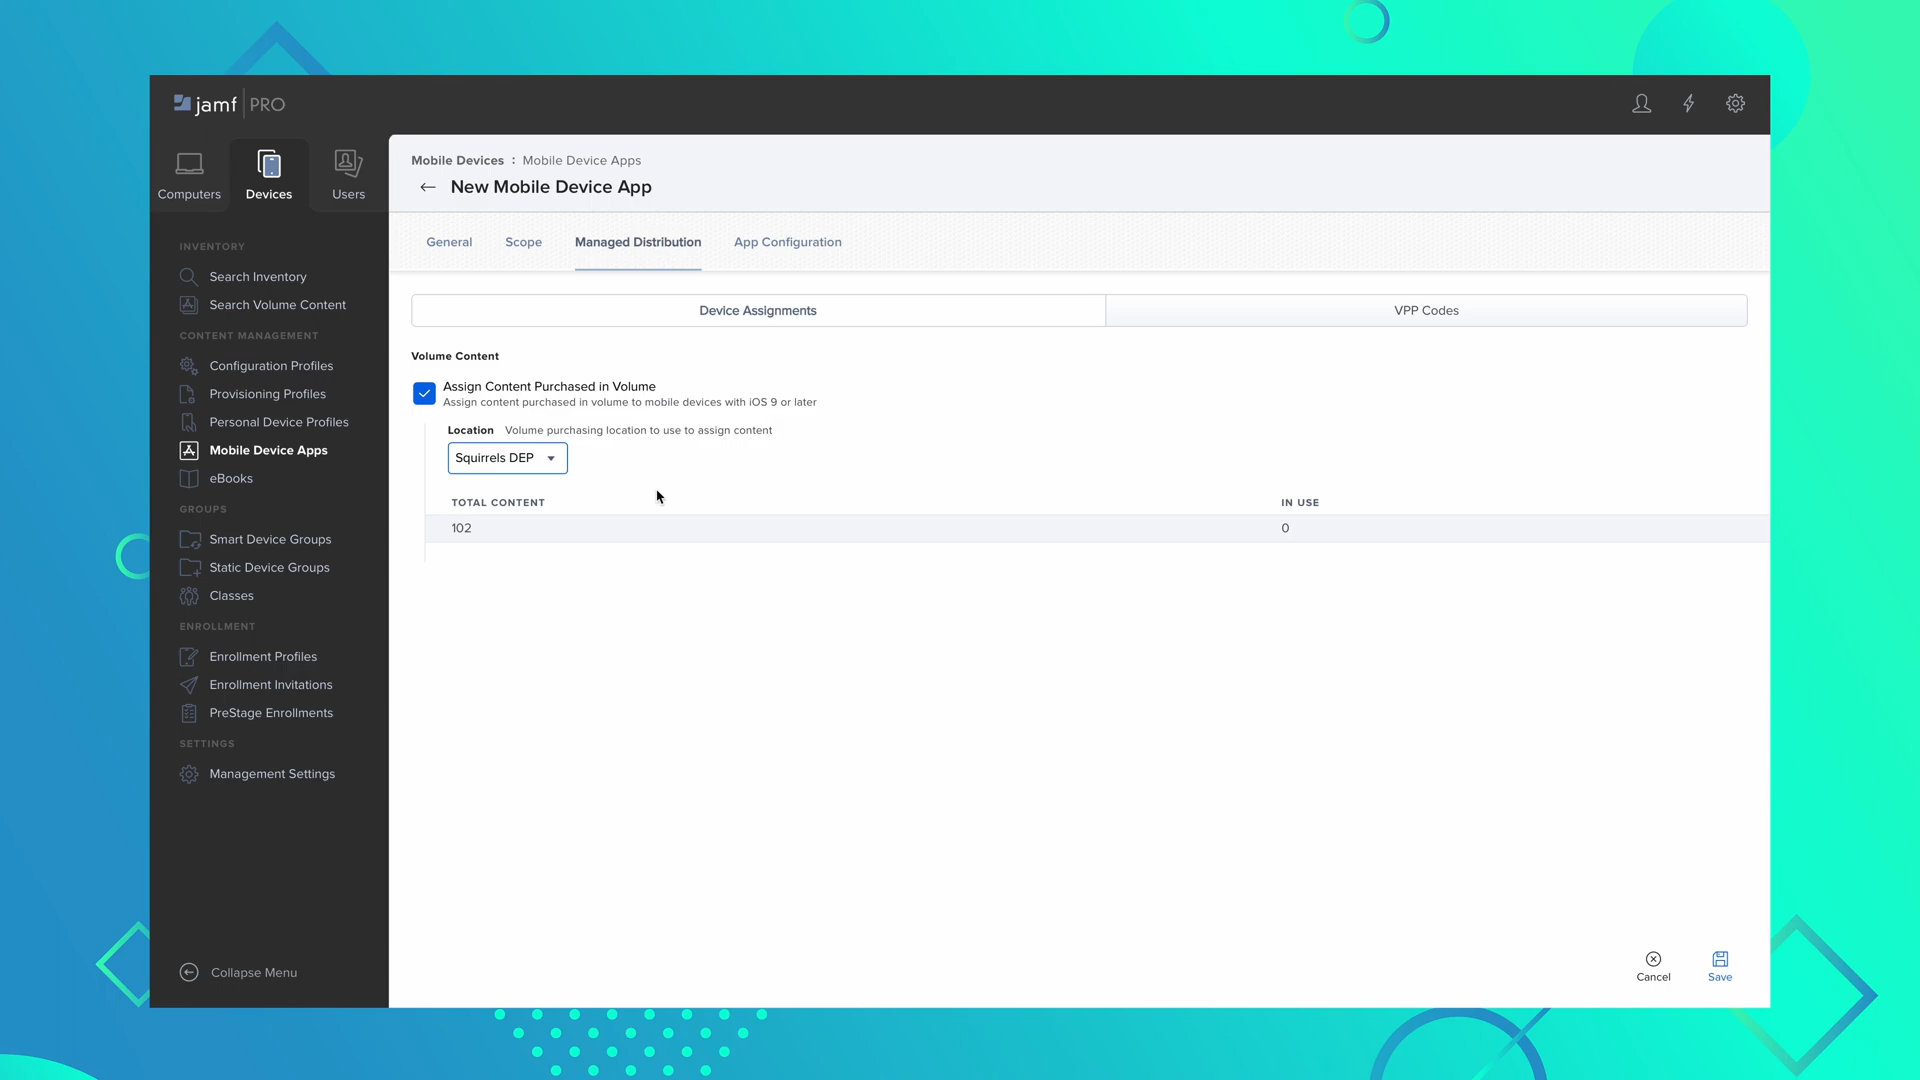 jamf PRO
Computers
Devices
Users
INVENTORY
Search Inventory
Search Volume Content
CONTENT MANAGEMENT
Configuration Profiles
Provisioning Profiles
Personal Device Profiles
Mobile Device Apps
eBooks
GROUPS
Smart Device Groups
Static Device Groups
Classes
ENROLLMENT
Enrollment Profiles
Enrollment Invitations
PreStage Enrollments
SETTINGS
Management Settings
Collapse Menu
Mobile Devices : Mobile Device Apps
← New Mobile Device App
General Scope Managed Distribution App Configuration
Device Assignments VPP Codes
Volume Content
Assign Content Purchased in Volume
Assign content purchased in volume to mobile devices with iOS 9 or later
Location Volume purchasing location to use to assign content
Squirrels DEP
TOTAL CONTENT IN USE
102 0
Cancel Save